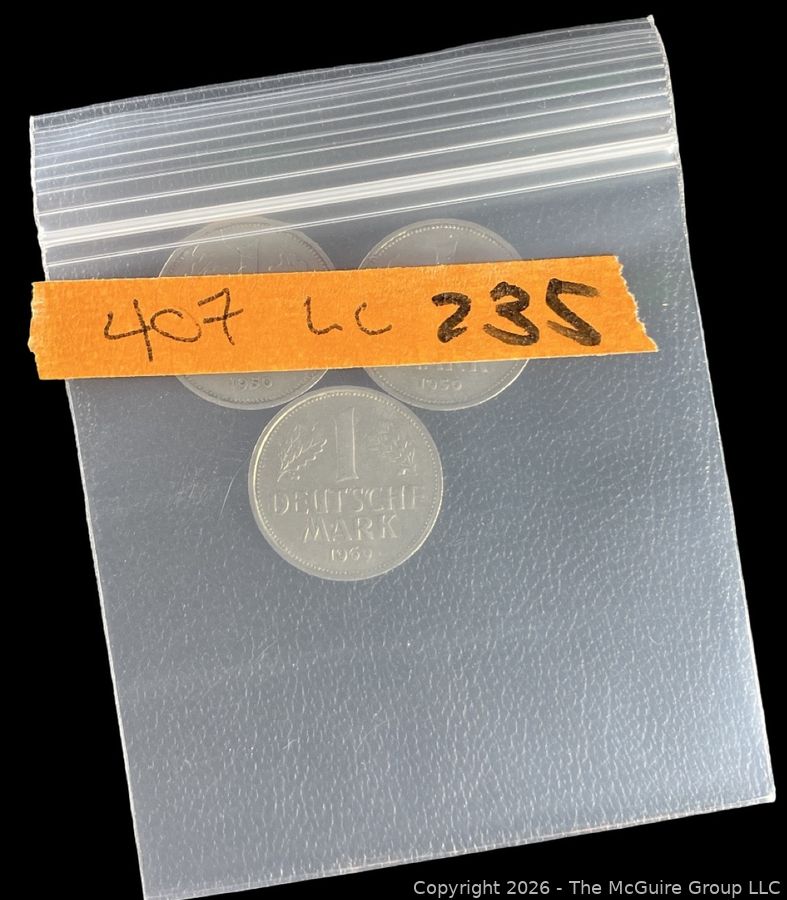 407 LC 235
1950
1950
1
DEUTSCHE
MARK
1969
Copyright 2026 - The McGuire Group LLC